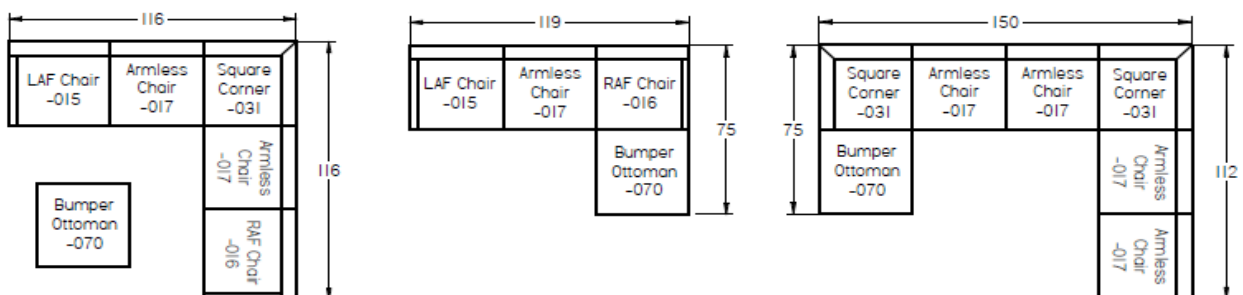 116
LAF Chair
-015
Armless
Chair
-017
Square
Corner
-031
Armless
Chair
-017
RAF Chair
-016
116
Bumper
Ottoman
-070
119
LAF Chair
-015
Armless
Chair
-017
RAF Chair
-016
Bumper
Ottoman
-070
75
150
75
Square
Corner
-031
Armless
Chair
-017
Armless
Chair
-017
Square
Corner
-031
Bumper
Ottoman
-070
Armless
Chair
-017
Armless
Chair
-017
112